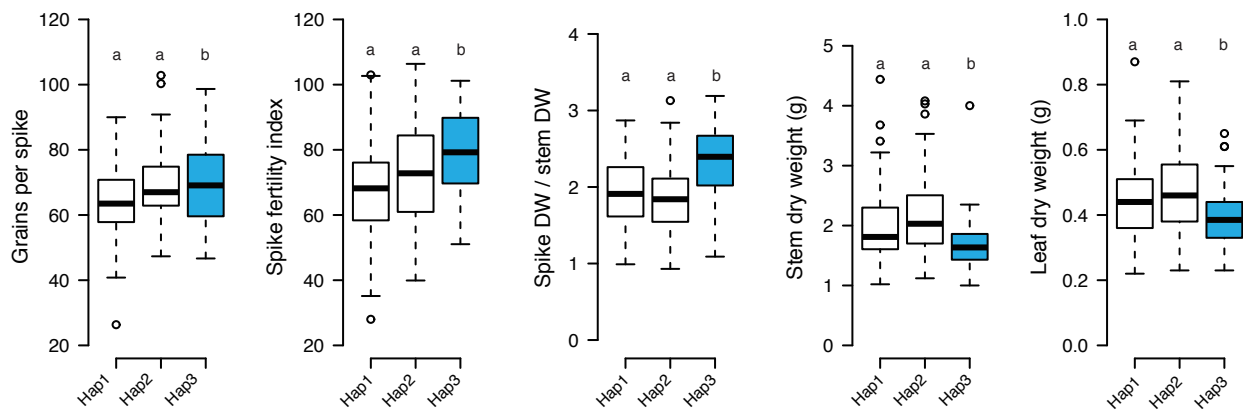 Grains per spike
120
100
80
60
40
20
a a b
Hap1 Hap2 Hap3
Spike fertility index
120
100
80
60
40
20
a a b
Hap1 Hap2 Hap3
Spike DW / stem DW
4
3
2
1
0
a a b
Hap1 Hap2 Hap3
Stem dry weight (g)
5
4
3
2
1
0
a a b
Hap1 Hap2 Hap3
Leaf dry weight (g)
1.0
0.8
0.6
0.4
0.2
0.0
a a b
Hap1 Hap2 Hap3